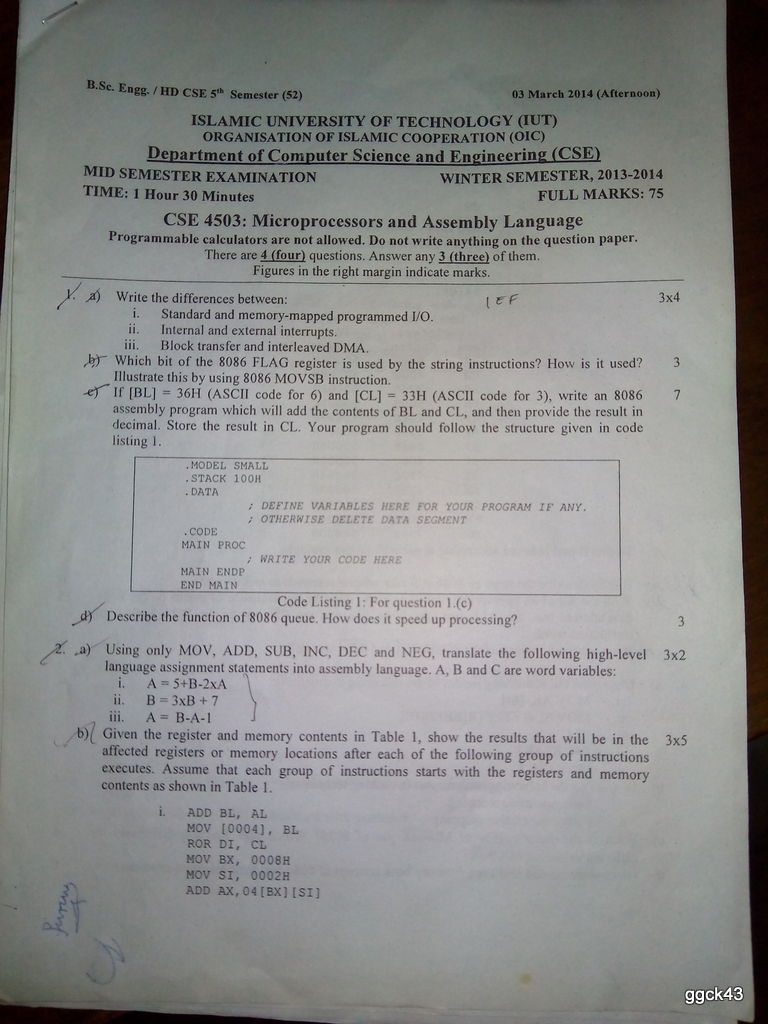 B.Sc. Engg. / HD CSE 5th Semester (52) 03 March 2014 (Afternoon)
ISLAMIC UNIVERSITY OF TECHNOLOGY (IUT)
ORGANISATION OF ISLAMIC COOPERATION (OIC)
Department of Computer Science and Engineering (CSE)
MID SEMESTER EXAMINATION WINTER SEMESTER, 2013-2014
TIME: 1 Hour 30 Minutes FULL MARKS: 75
CSE 4503: Microprocessors and Assembly Language
Programmable calculators are not allowed. Do not write anything on the question paper.
There are 4 (four) questions. Answer any 3 (three) of them.
Figures in the right margin indicate marks.
1. a) Write the differences between: IEF 3x4
i. Standard and memory-mapped programmed I/O.
ii. Internal and external interrupts.
iii. Block transfer and interleaved DMA.
b) Which bit of the 8086 FLAG register is used by the string instructions? How is it used? 3
Illustrate this by using 8086 MOVSB instruction.
c) If [BL] = 36H (ASCII code for 6) and [CL] = 33H (ASCII code for 3), write an 8086 7
assembly program which will add the contents of BL and CL, and then provide the result in
decimal. Store the result in CL. Your program should follow the structure given in code
listing 1.
.MODEL SMALL
.STACK 100H
.DATA
; DEFINE VARIABLES HERE FOR YOUR PROGRAM IF ANY.
; OTHERWISE DELETE DATA SEGMENT
.CODE
MAIN PROC
; WRITE YOUR CODE HERE
MAIN ENDP
END MAIN
Code Listing 1: For question 1.(c)
d) Describe the function of 8086 queue. How does it speed up processing? 3
2. a) Using only MOV, ADD, SUB, INC, DEC and NEG, translate the following high-level 3x2
language assignment statements into assembly language. A, B and C are word variables:
i. A = 5+B-2xA
ii. B = 3xB + 7
iii. A = B-A-1
b) Given the register and memory contents in Table 1, show the results that will be in the 3x5
affected registers or memory locations after each of the following group of instructions
executes. Assume that each group of instructions starts with the registers and memory
contents as shown in Table 1.
i. ADD BL, AL
MOV [0004], BL
ROR DI, CL
MOV BX, 0008H
MOV SI, 0002H
ADD AX,04[BX][SI]
ggck43